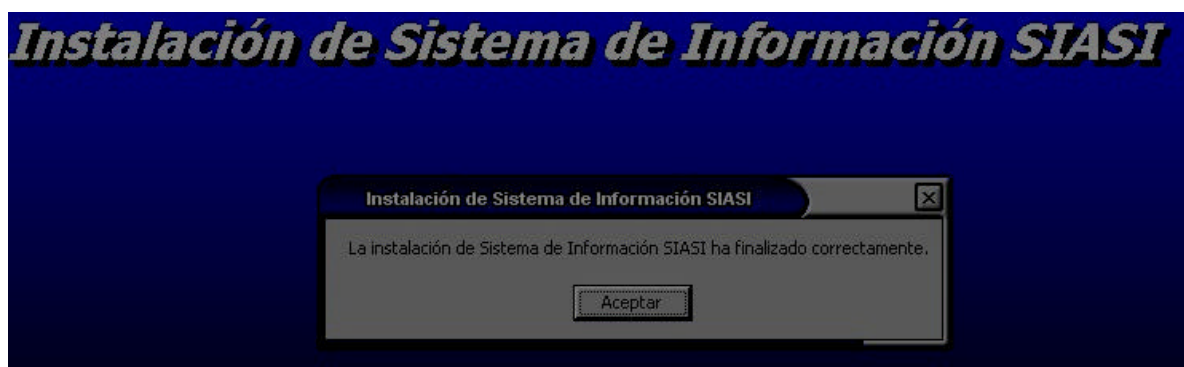 Instalación de Sistema de Información SIASI
Instalación de Sistema de Información SIASI
La instalación de Sistema de Información SIASI ha finalizado correctamente.
Aceptar